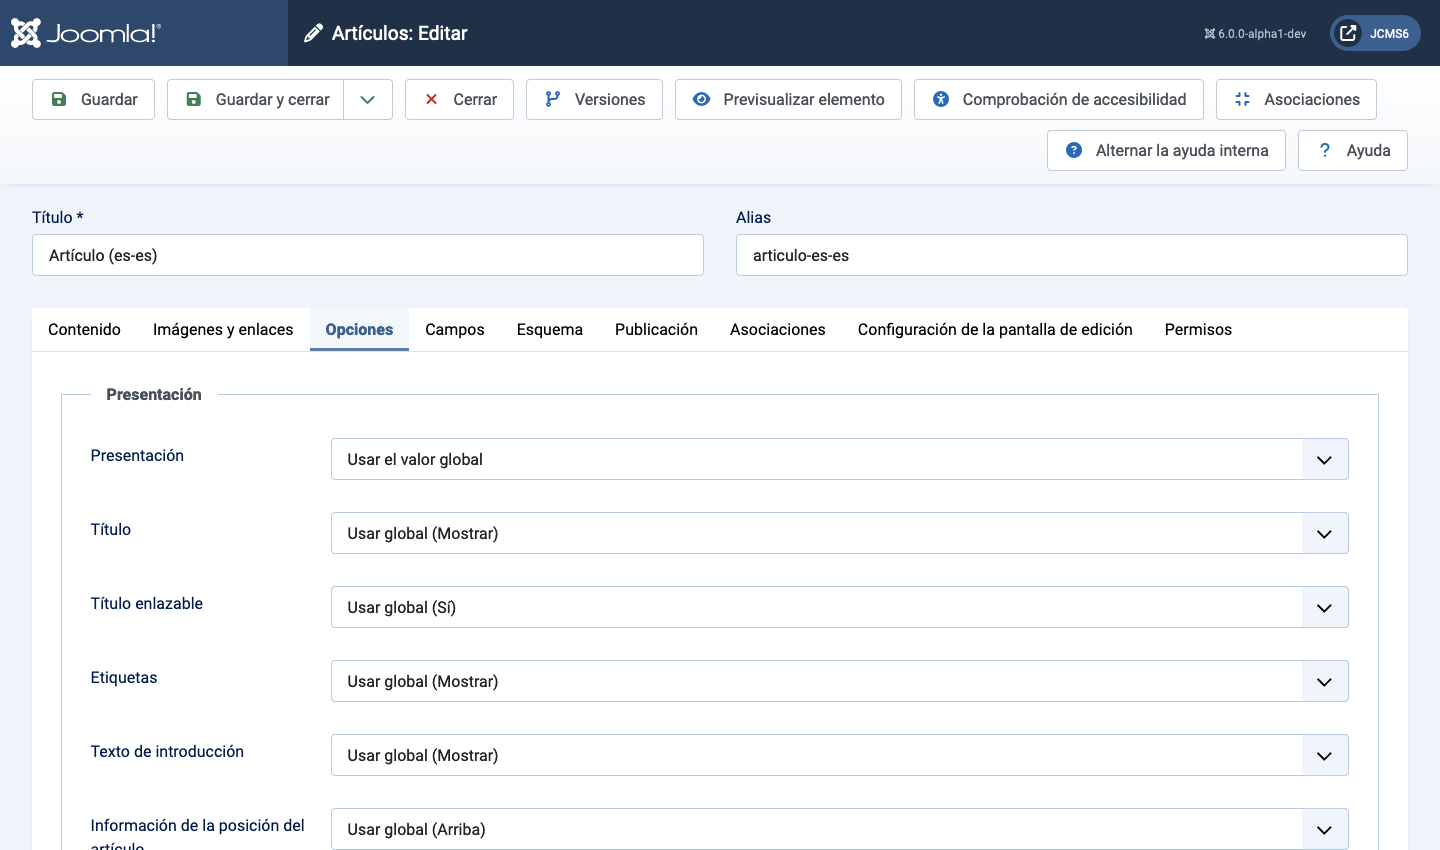 Joomla!®
Artículos: Editar
6.0.0-alpha1-dev
JCMS6
Guardar
Guardar y cerrar
Cerrar
Versiones
Previsualizar elemento
Comprobación de accesibilidad
Asociaciones
Alternar la ayuda interna
? Ayuda
Título *
Alias
Artículo (es-es)
articulo-es-es
Contenido
Imágenes y enlaces
Opciones
Campos
Esquema
Publicación
Asociaciones
Configuración de la pantalla de edición
Permisos
Presentación
Presentación
Usar el valor global
Título
Usar global (Mostrar)
Título enlazable
Usar global (Sí)
Etiquetas
Usar global (Mostrar)
Texto de introducción
Usar global (Mostrar)
Información de la posición del
artículo
Usar global (Arriba)